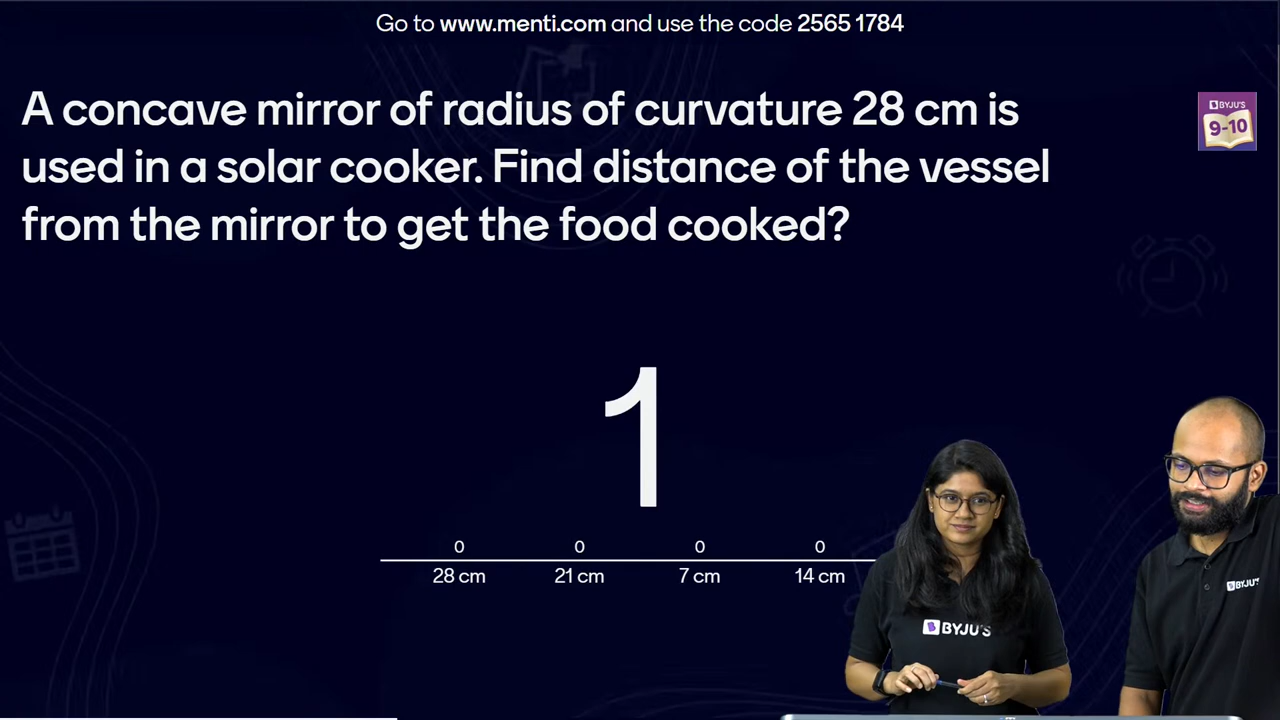 Go to www.menti.com and use the code 2565 1784
A concave mirror of radius of curvature 28 cm is
used in a solar cooker. Find distance of the vessel
from the mirror to get the food cooked?
BYJU'S
9-10
1
0 0 0 0
28 cm 21 cm 7 cm 14 cm
BYJU'S
BYJU'S